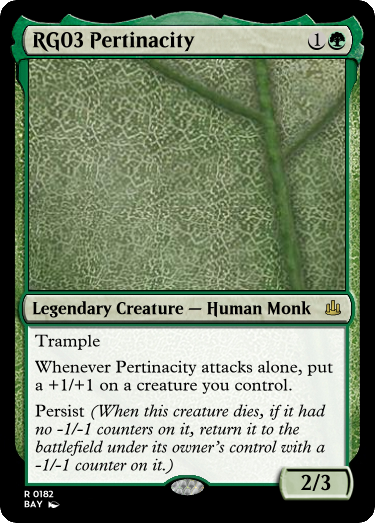 RG03 Pertinacity 1
Legendary Creature — Human Monk
Trample
Whenever Pertinacity attacks alone, put
a +1/+1 on a creature you control.
Persist (When this creature dies, if it had
no -1/-1 counters on it, return it to the
battlefield under its owner's control with a
-1/-1 counter on it.)
2/3
R 0182
BAY